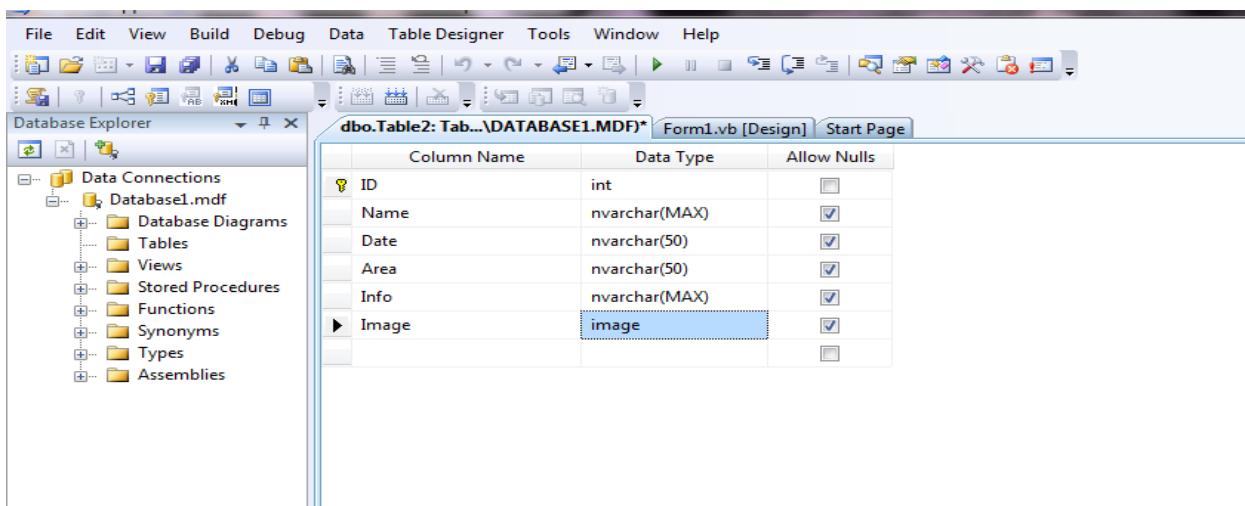 File Edit View Build Debug Data Table Designer Tools Window Help
Database Explorer
dbo.Table2: Tab...\DATABASE1.MDF)* Form1.vb [Design] Start Page
Column Name Data Type Allow Nulls
Data Connections
Database1.mdf
Database Diagrams
Tables
Views
Stored Procedures
Functions
Synonyms
Types
Assemblies
ID int
Name nvarchar(MAX)
Date nvarchar(50)
Area nvarchar(50)
Info nvarchar(MAX)
Image image